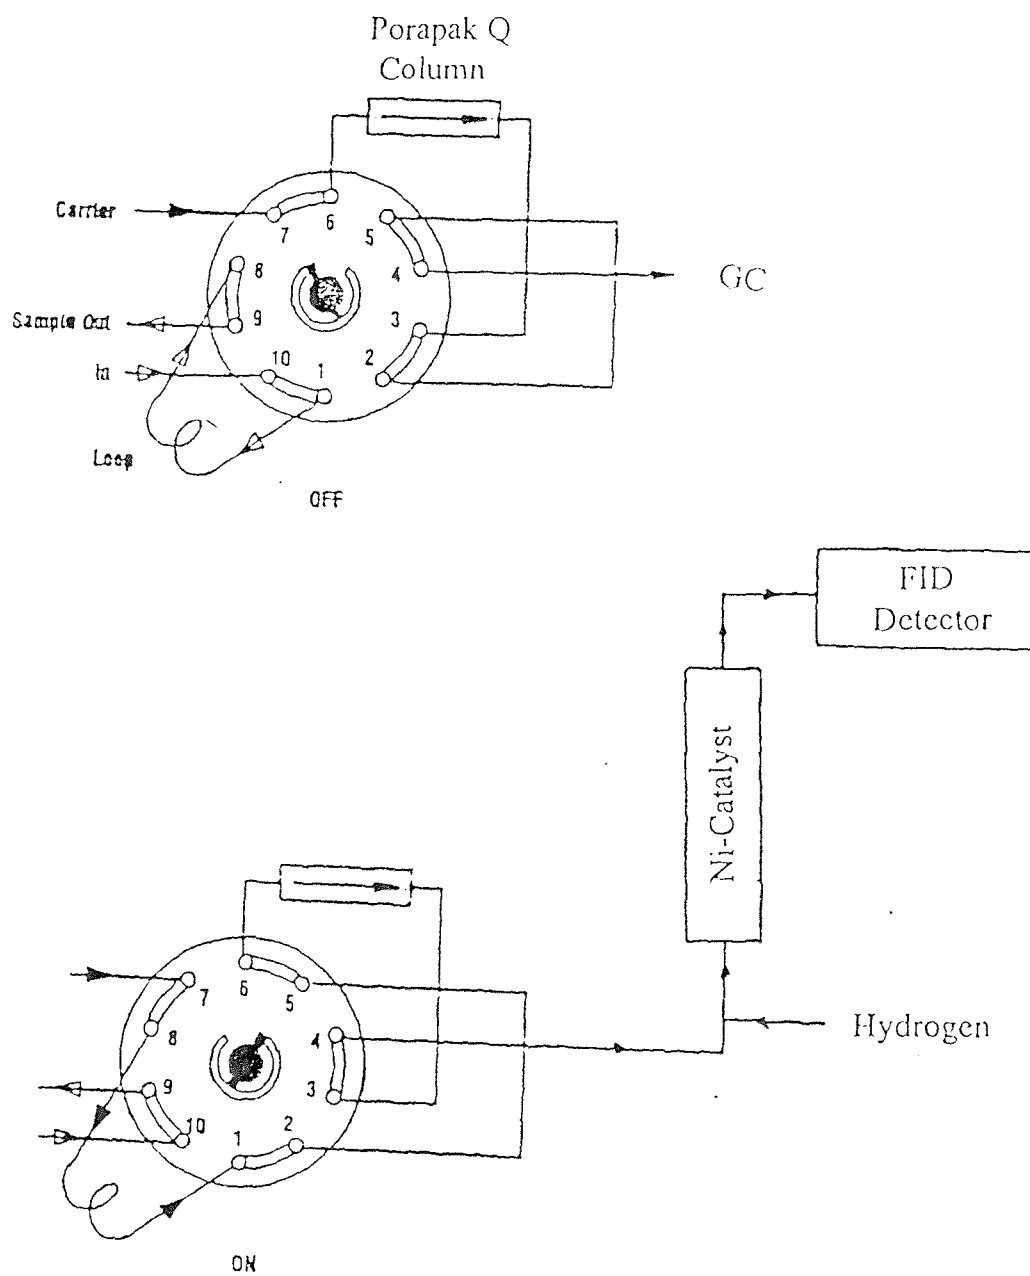 Porapak Q
Column
Carrier
6
7
5
8
4
GC
Sample Out
9
3
2
In
10
1
Loop
OFF
FID
Detector
Ni-Catalyst
6
7
5
8
4
Hydrogen
9
3
10
1
2
ON